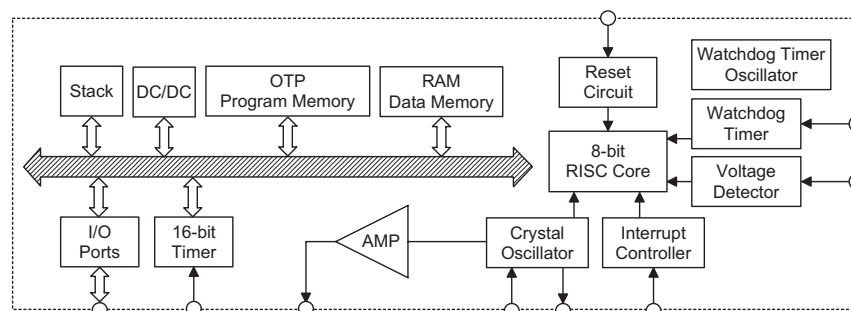 Stack
DC/DC
OTP
Program Memory
RAM
Data Memory
Reset
Circuit
Watchdog Timer
Oscillator
8-bit
RISC Core
Watchdog
Timer
Voltage
Detector
I/O
Ports
16-bit
Timer
AMP
Crystal
Oscillator
Interrupt
Controller